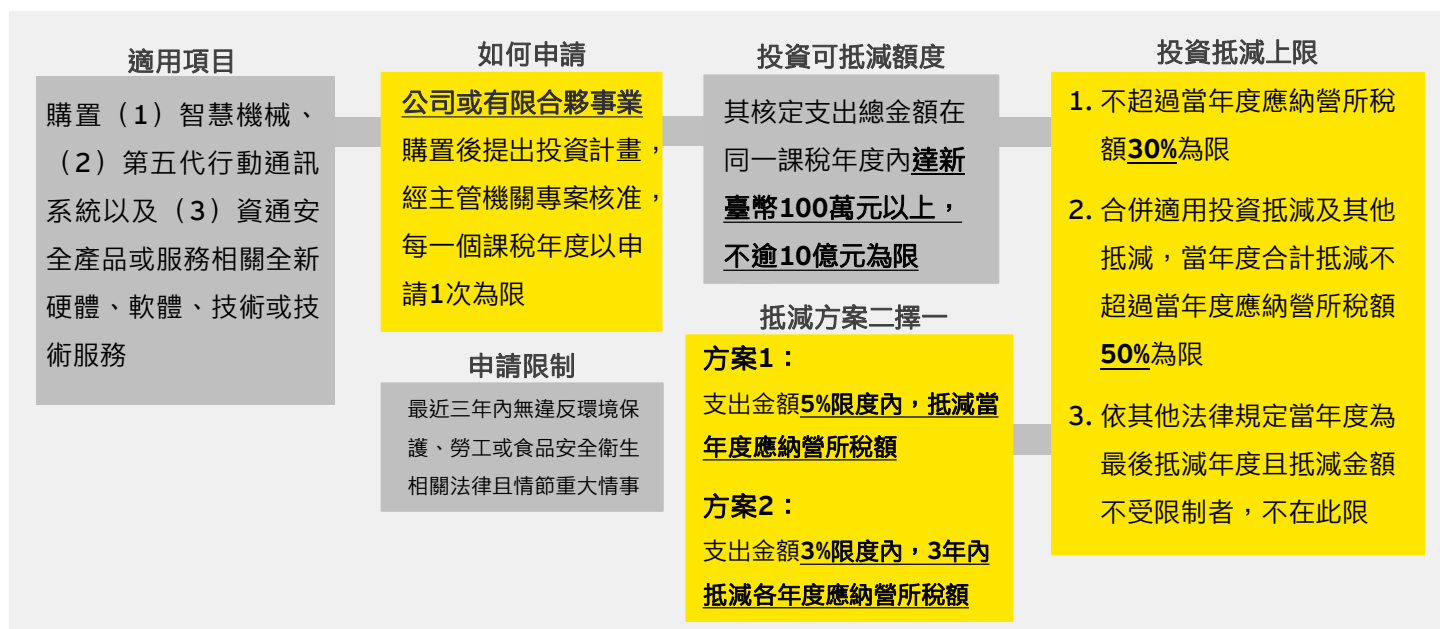 適用項目
購置（1）智慧機械、
（2）第五代行動通訊
系統以及（3）資通安
全產品或服務相關全新
硬體、軟體、技術或技
術服務
如何申請
公司或有限合夥事業
購置後提出投資計畫，
經主管機關專案核准，
每一個課稅年度以申
請1次為限
申請限制
最近三年內無違反環境保
護、勞工或食品安全衛生
相關法律且情節重大情事
投資可抵減額度
其核定支出總金額在
同一課稅年度內達新
臺幣100萬元以上，
不逾10億元為限
抵減方案二擇一
方案1：
支出金額5%限度內，抵減當
年度應納營所稅額
方案2：
支出金額3%限度內，3年內
抵減各年度應納營所稅額
投資抵減上限
1. 不超過當年度應納營所稅
額30%為限
2. 合併適用投資抵減及其他
抵減，當年度合計抵減不
超過當年度應納營所稅額
50%為限
3. 依其他法律規定當年度為
最後抵減年度且抵減金額
不受限制者，不在此限